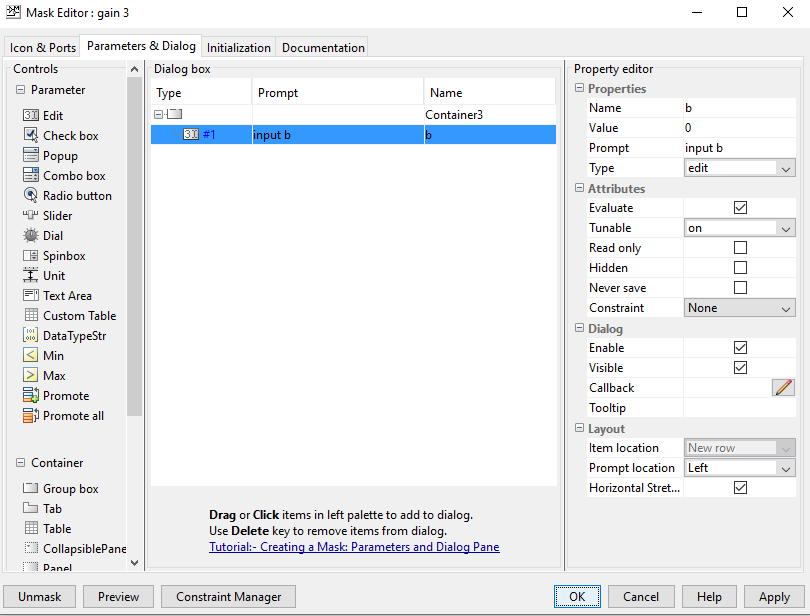 Mask Editor : gain 3
Icon & Ports
Parameters & Dialog
Initialization
Documentation
Controls
Parameter
Edit
Check box
Popup
Combo box
Radio button
Slider
Dial
Spinbox
Unit
Text Area
Custom Table
DataTypeStr
Min
Max
Promote
Promote all
Container
Group box
Tab
Table
CollapsiblePane
Panel
Dialog box
Type Prompt Name
Container3
#1 input b b
Drag or Click items in left palette to add to dialog.
Use Delete key to remove items from dialog.
Tutorial:- Creating a Mask: Parameters and Dialog Pane
Property editor
Properties
Name b
Value 0
Prompt input b
Type edit
Attributes
Evaluate
Tunable on
Read only
Hidden
Never save
Constraint None
Dialog
Enable
Visible
Callback
Tooltip
Layout
Item location New row
Prompt location Left
Horizontal Stret...
Unmask
Preview
Constraint Manager
OK
Cancel
Help
Apply